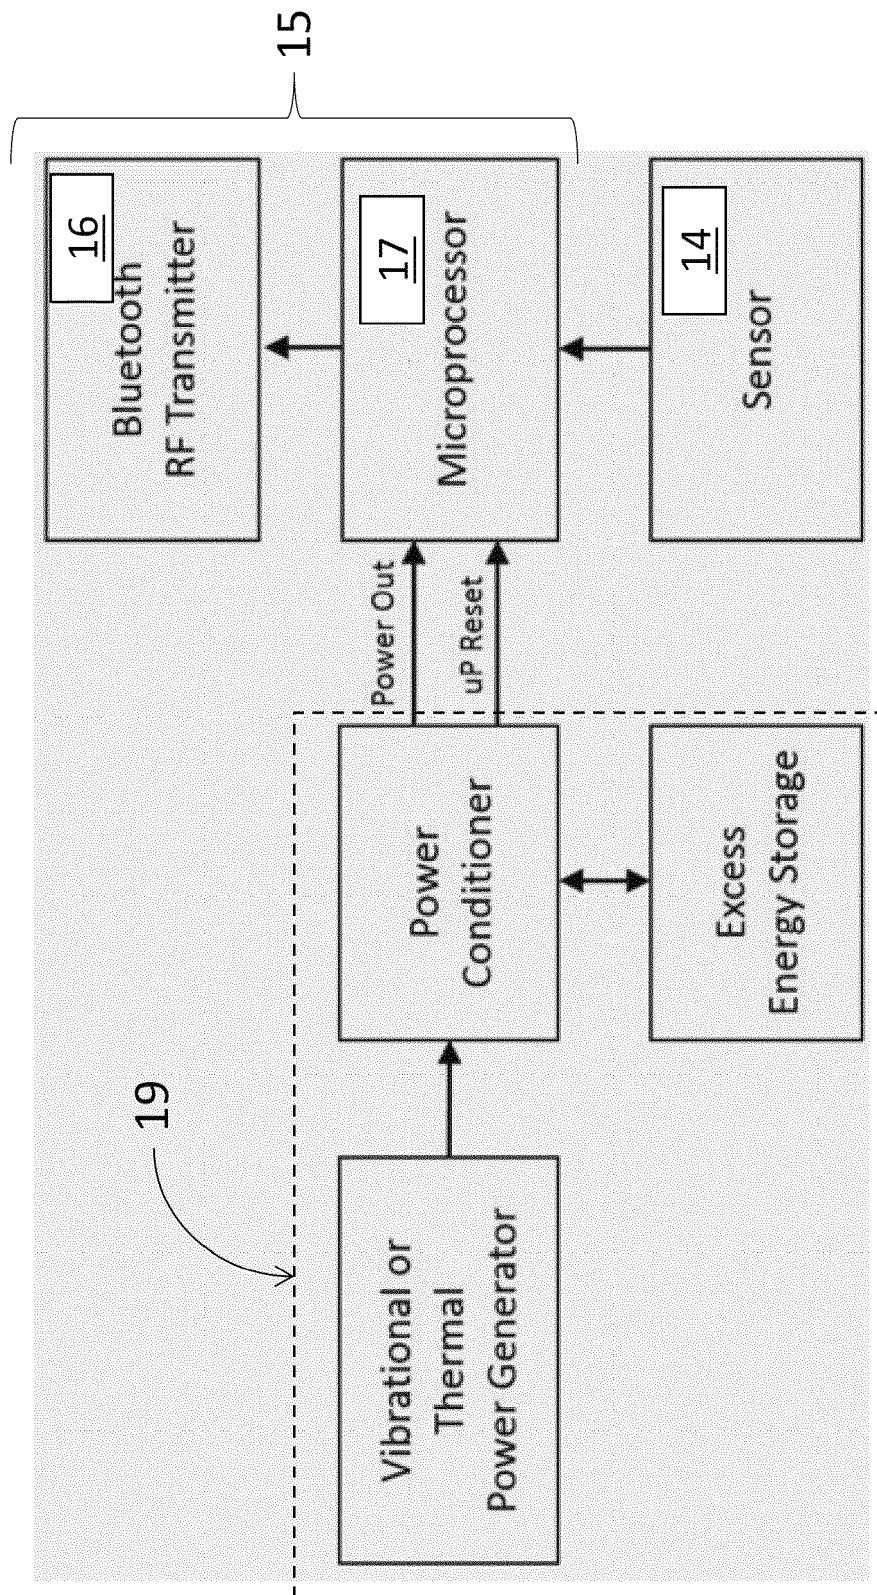 15
16
Bluetooth
RF Transmitter
17
Microprocessor
14
Sensor
Power Out
uP Reset
Power
Conditioner
Excess
Energy Storage
19
Vibrational or
Thermal
Power Generator